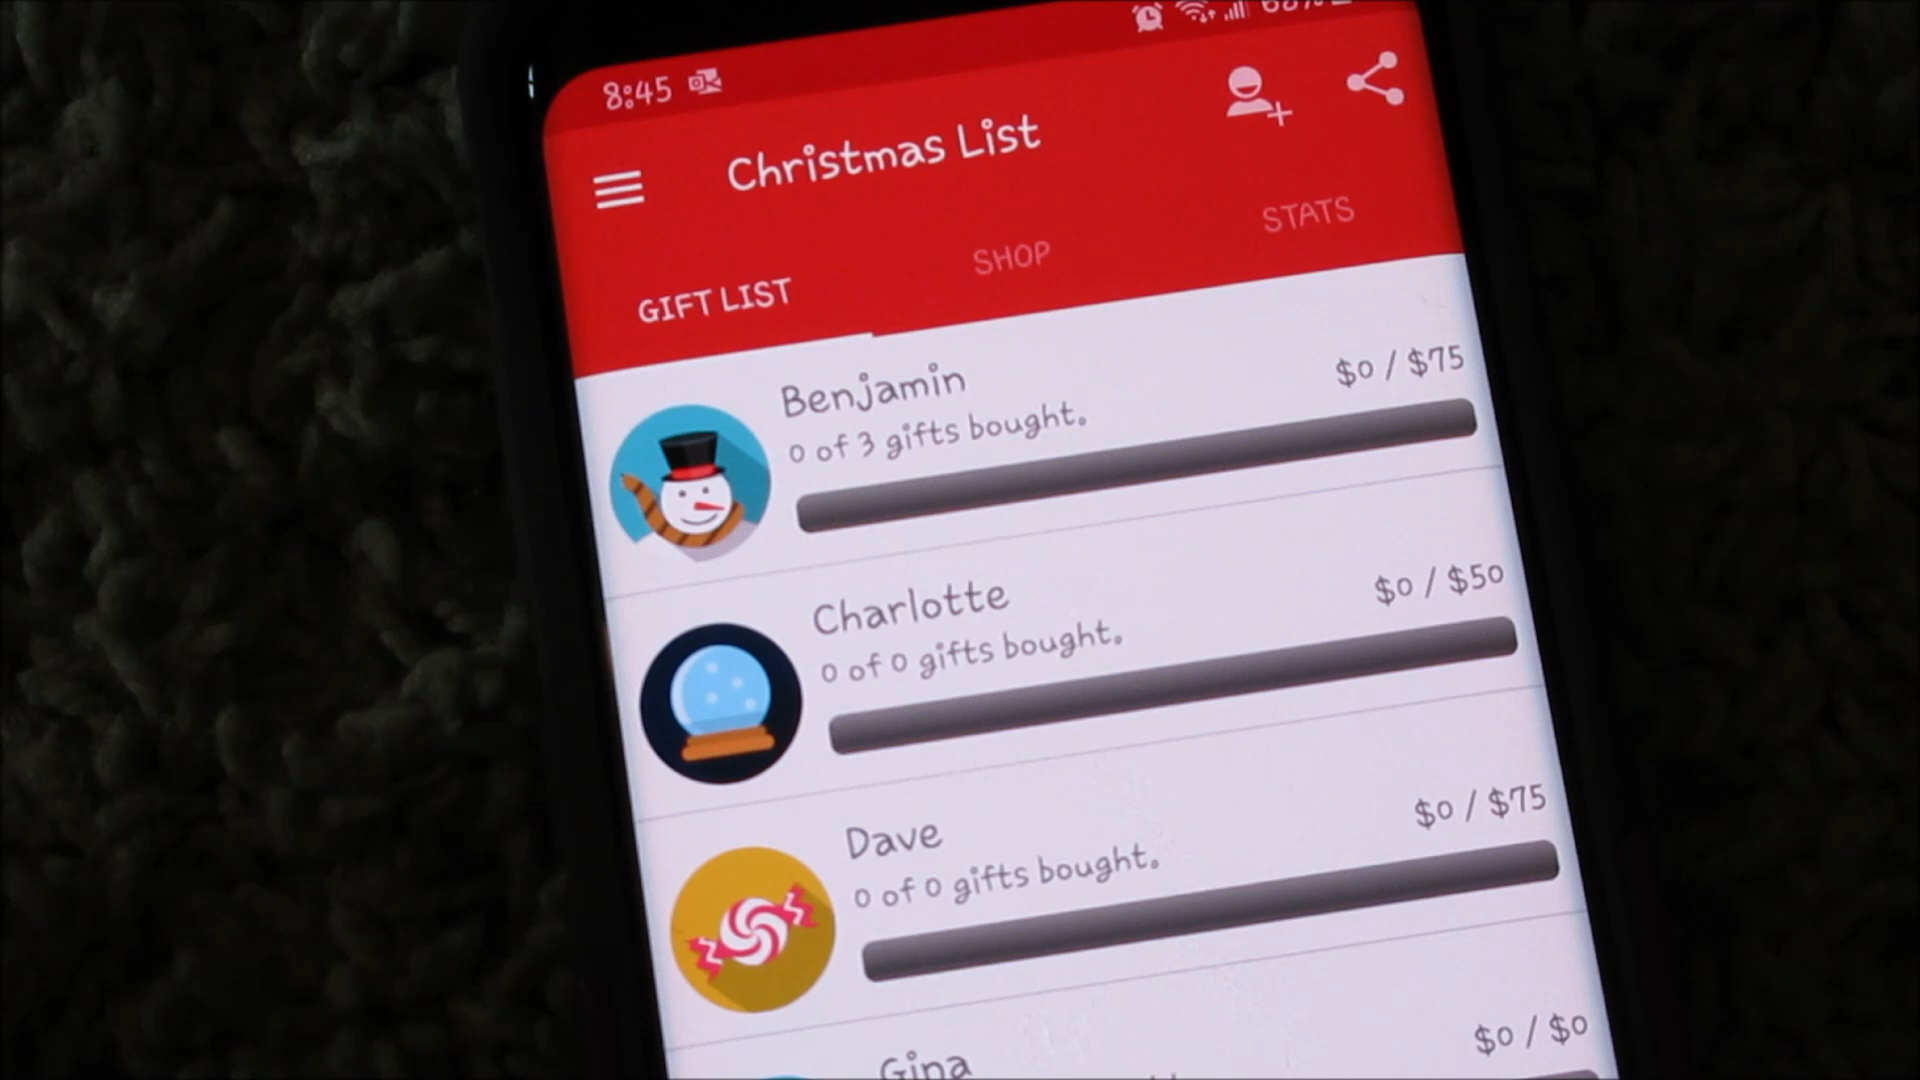 8:45
Christmas List
GIFT LIST SHOP STATS
Benjamin $0 / $75
0 of 3 gifts bought.
Charlotte $0 / $50
0 of 0 gifts bought.
Dave $0 / $75
0 of 0 gifts bought.
Gina $0 / $0